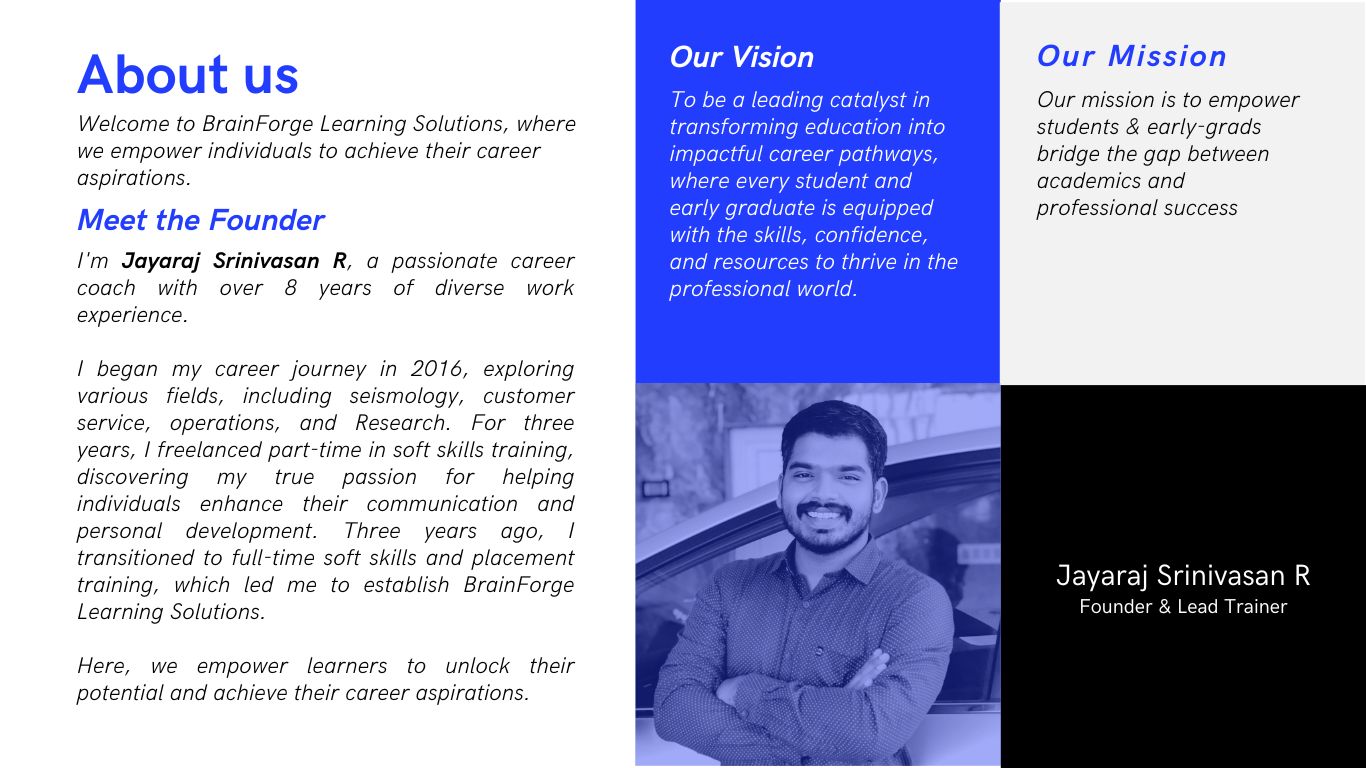 About us
Welcome to BrainForge Learning Solutions, where
we empower individuals to achieve their career
aspirations.
Meet the Founder
I'm Jayaraj Srinivasan R, a passionate career
coach with over 8 years of diverse work
experience.
I began my career journey in 2016, exploring
various fields, including seismology, customer
service, operations, and Research. For three
years, I freelanced part-time in soft skills training,
discovering my true passion for helping
individuals enhance their communication and
personal development. Three years ago, I
transitioned to full-time soft skills and placement
training, which led me to establish BrainForge
Learning Solutions.
Here, we empower learners to unlock their
potential and achieve their career aspirations.
Our Vision
To be a leading catalyst in
transforming education into
impactful career pathways,
where every student and
early graduate is equipped
with the skills, confidence,
and resources to thrive in the
professional world.
Our Mission
Our mission is to empower
students & early-grads
bridge the gap between
academics and
professional success
Jayaraj Srinivasan R
Founder & Lead Trainer